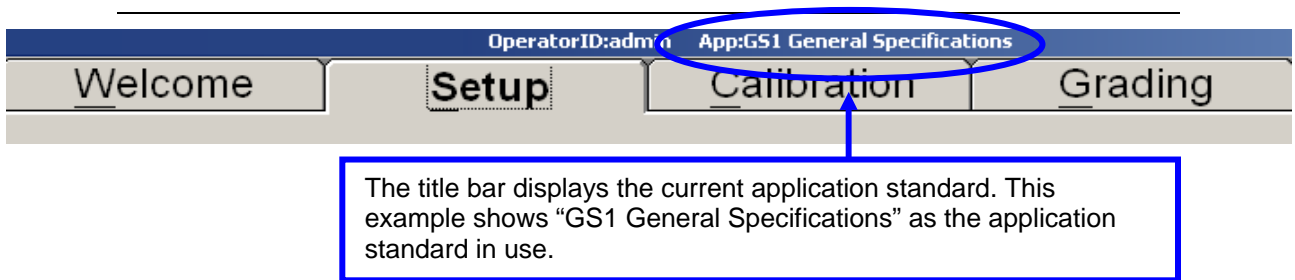 OperatorID:admin App:GS1 General Specifications
Welcome Setup Calibration Grading
The title bar displays the current application standard. This
example shows “GS1 General Specifications” as the application
standard in use.